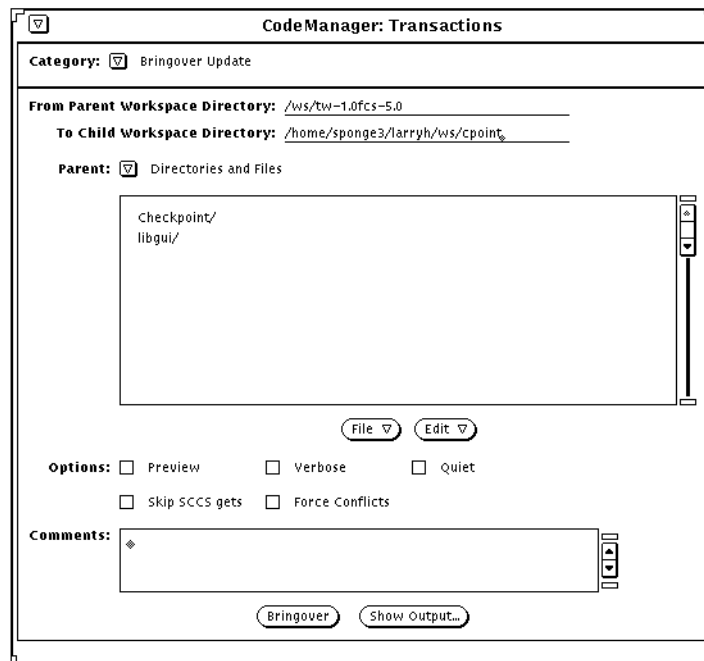 CodeManager: Transactions
Category: Bringover Update
From Parent Workspace Directory: /ws/tw-1.0fcs-5.0
To Child Workspace Directory: /home/sponge3/larryh/ws/cpoint
Parent: Directories and Files
Checkpoint/
libgui/
File Edit
Options: Preview Verbose Quiet
Skip SCCS gets Force Conflicts
Comments:
Bringover Show Output...